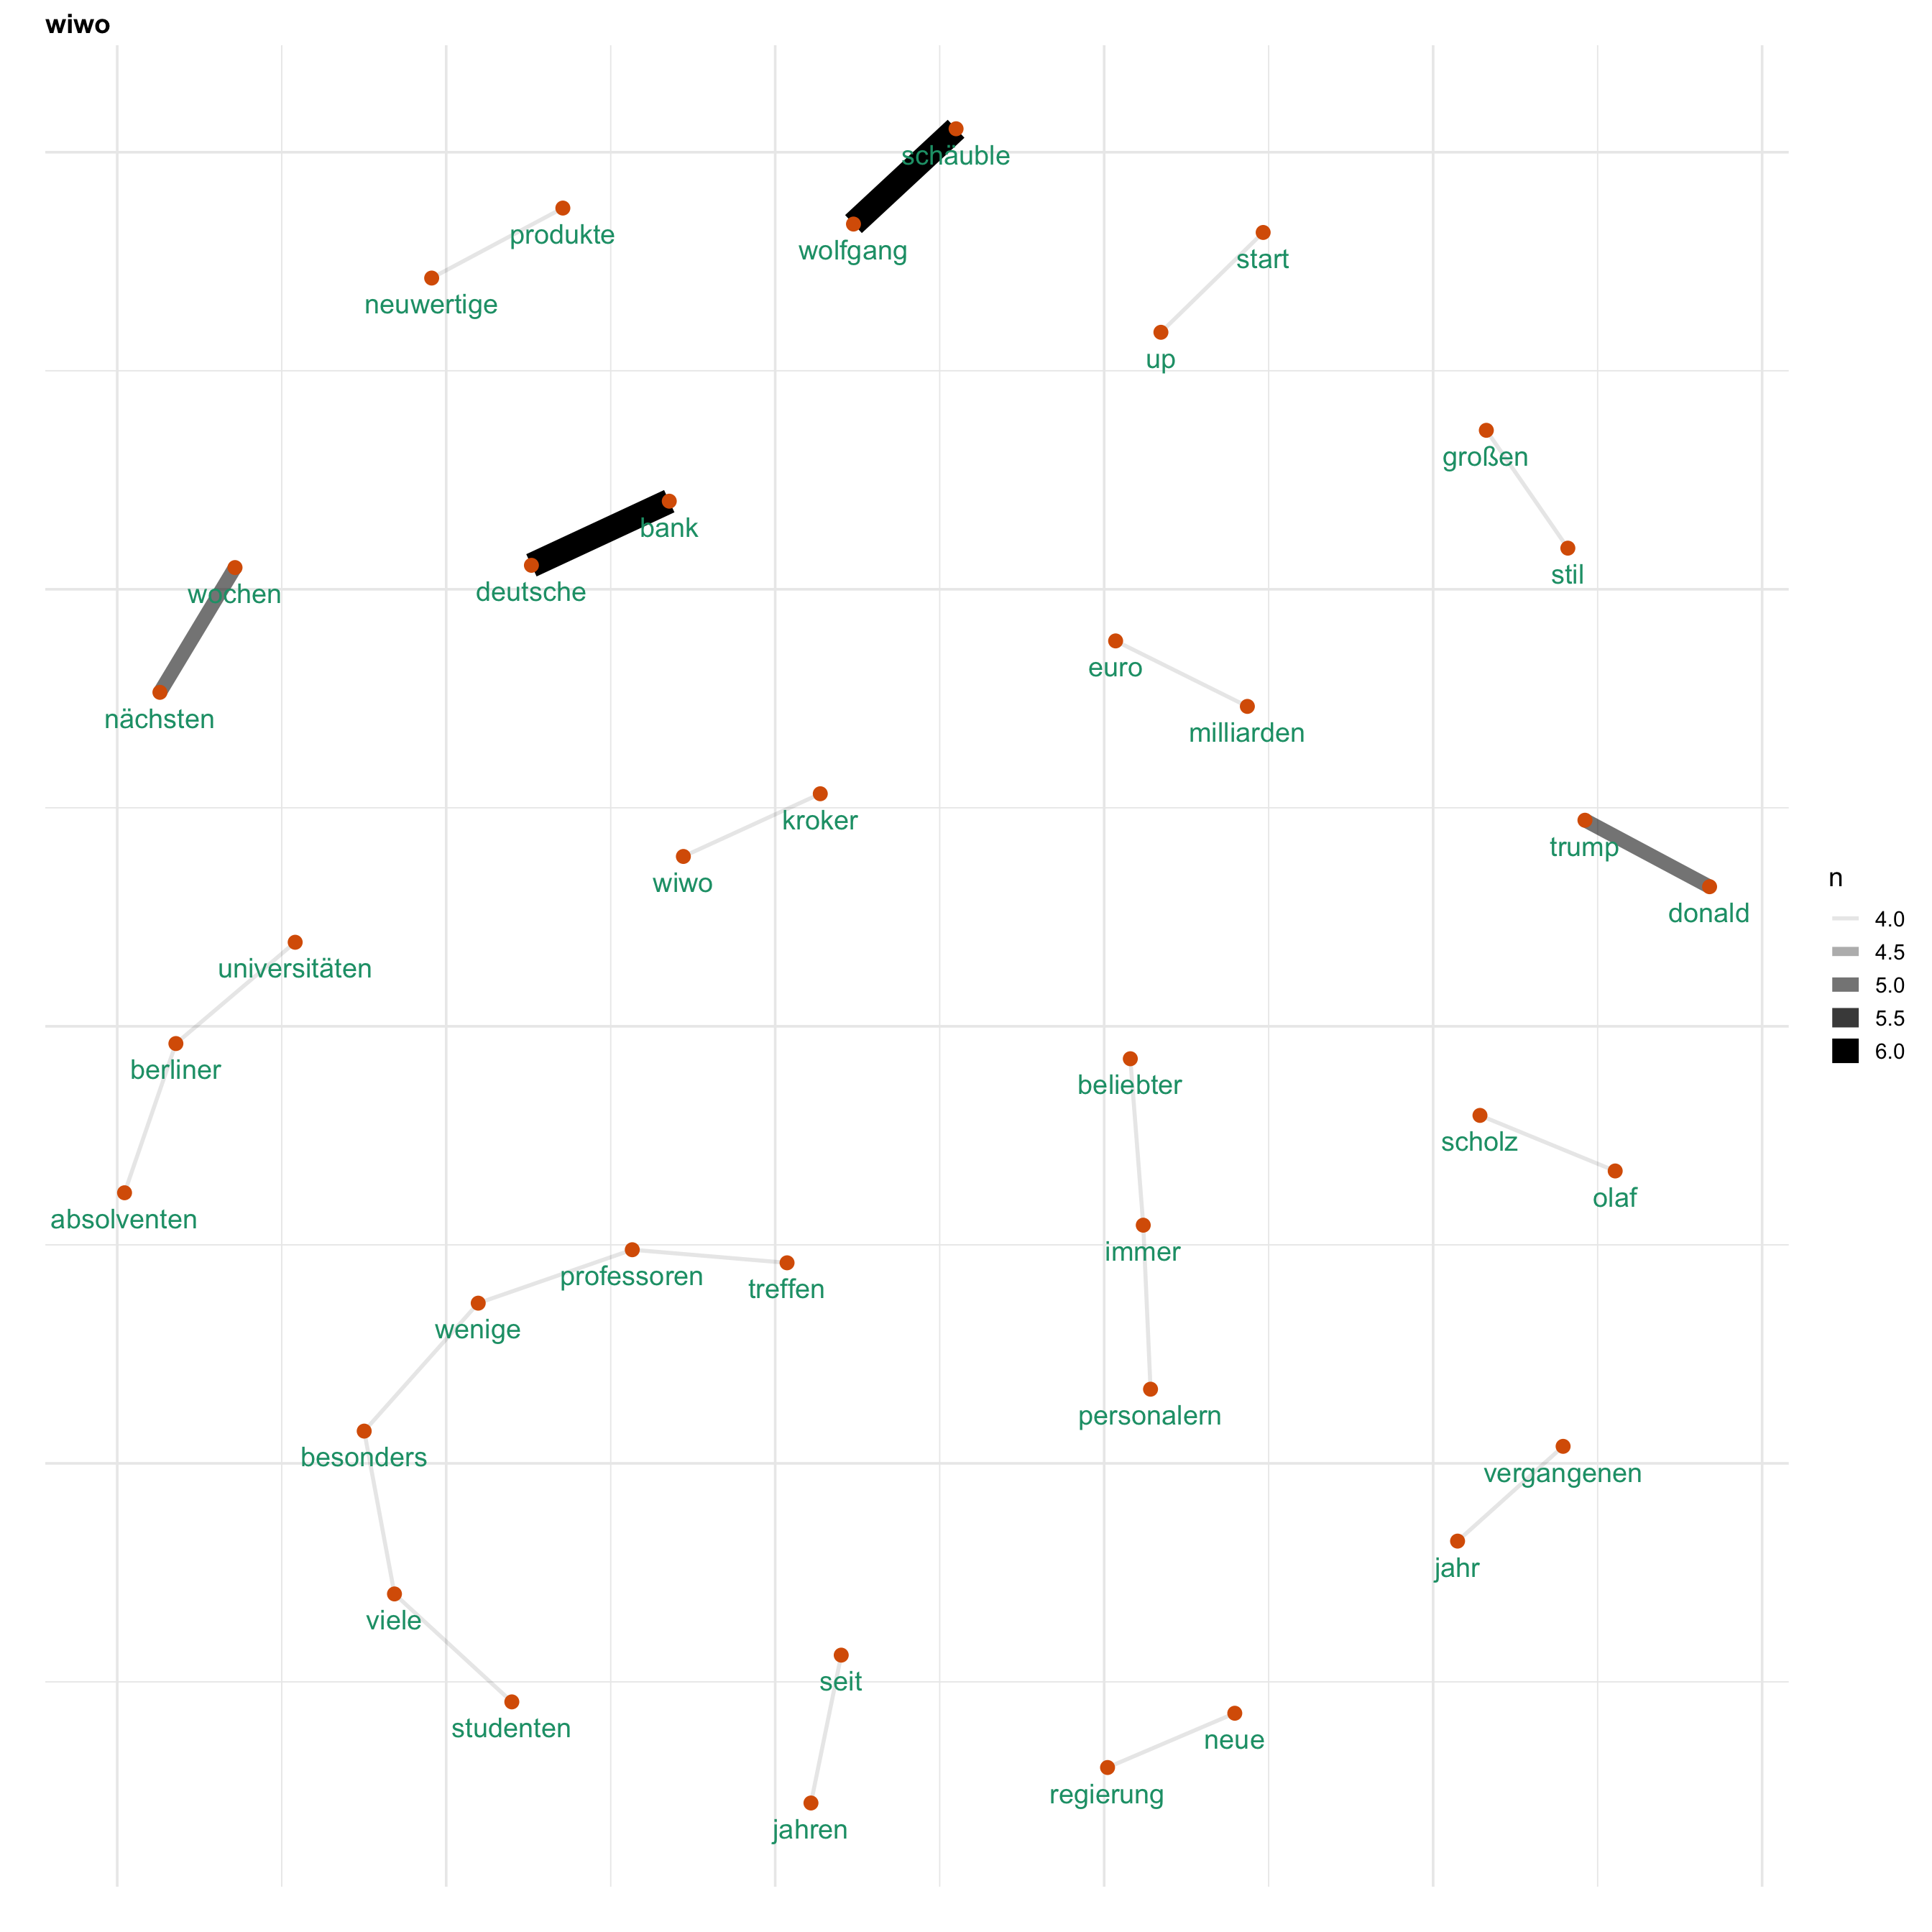 wiwo
schäuble
produkte
wolfgang
start
neuwertige
up
großen
bank
stil
wochen
deutsche
euro
nächsten
milliarden
kroker
trump
wiwo
donald
n
4.0
4.5
5.0
5.5
6.0
universitäten
berliner
beliebter
scholz
olaf
absolventen
immer
professoren
treffen
wenige
personalern
besonders
vergangenen
jahr
viele
seit
studenten
neue
regierung
jahren